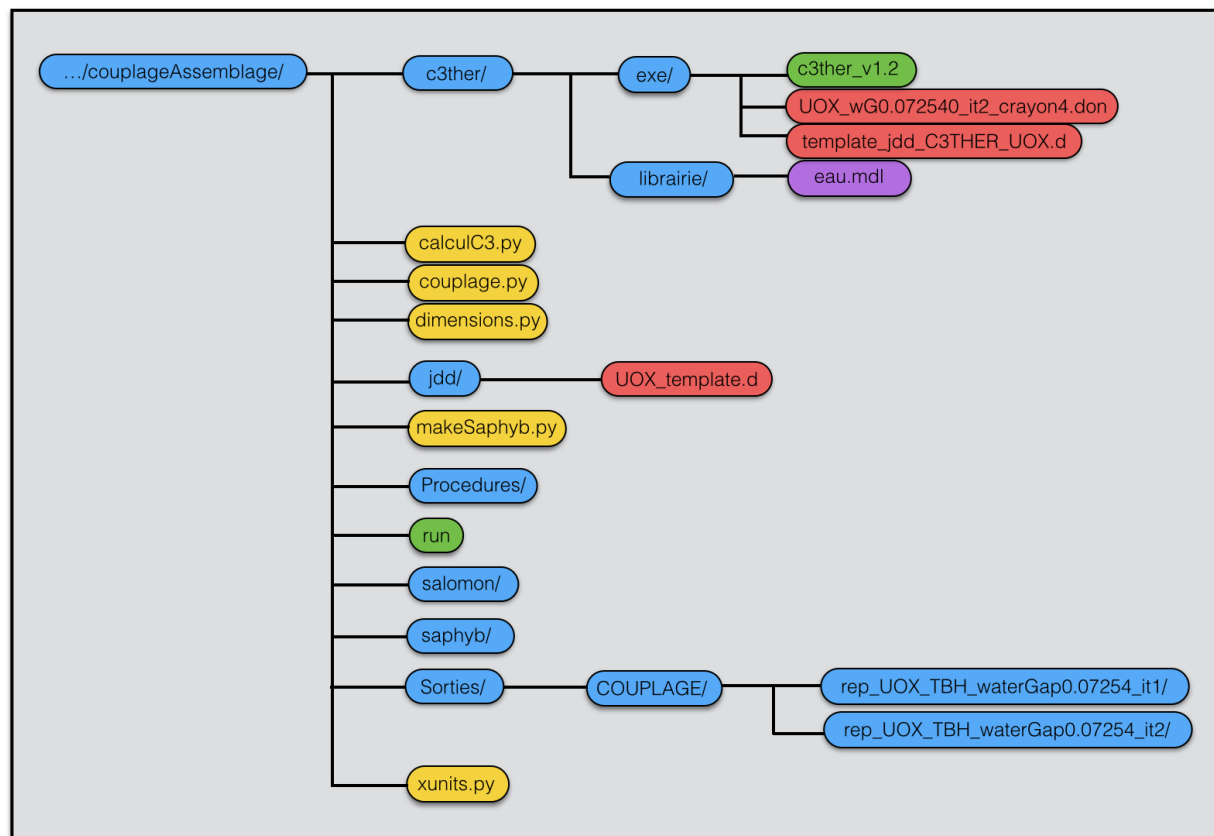 …/couplageAssemblage/
c3ther/
exe/
c3ther_v1.2
UOX_wG0.072540_it2_crayon4.don
template_jdd_C3THER_UOX.d
librairie/
eau.mdl
calculC3.py
couplage.py
dimensions.py
jdd/
UOX_template.d
makeSaphyb.py
Procedures/
run
salomon/
saphyb/
Sorties/
COUPLAGE/
rep_UOX_TBH_waterGap0.07254_it1/
rep_UOX_TBH_waterGap0.07254_it2/
xunits.py